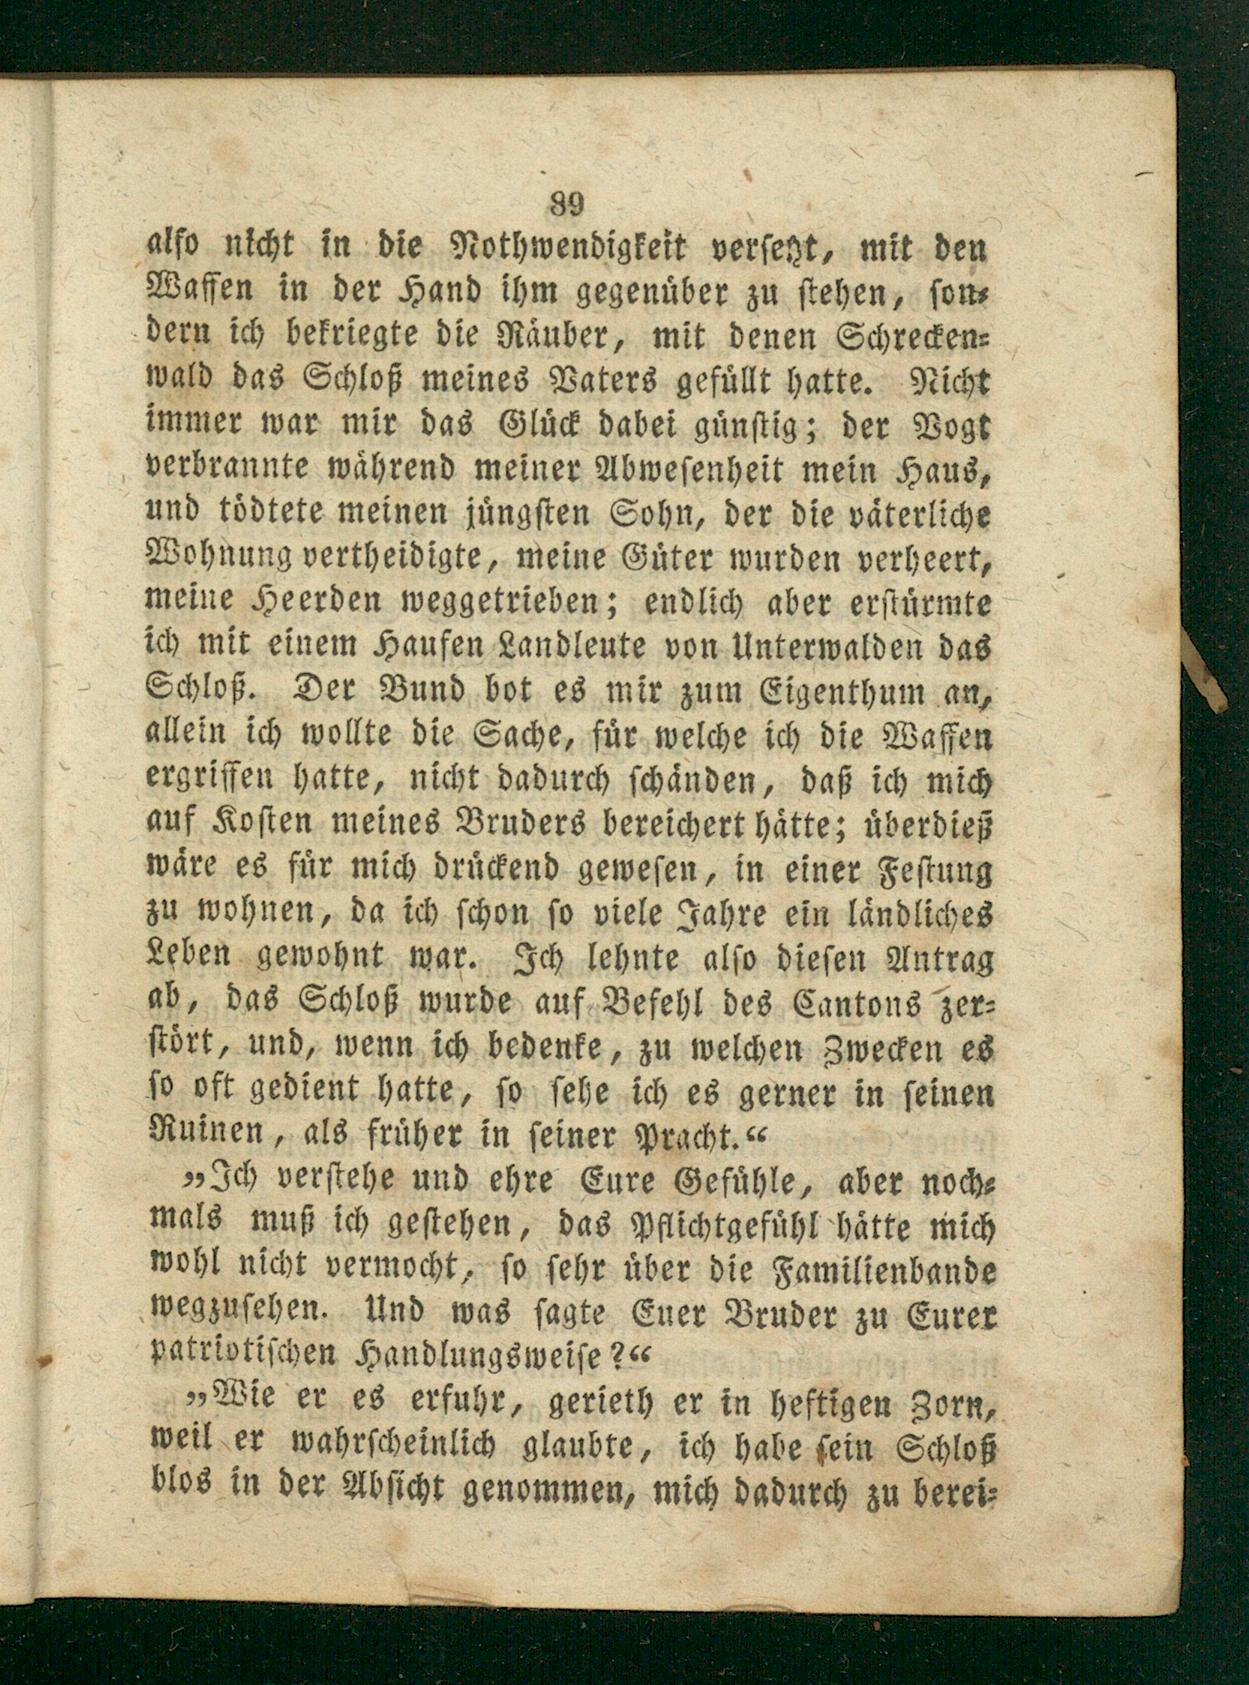 89
alſo nicht in die Nothwendigkeit verſetzt, mit den
Waffen in der Hand ihm gegenüber zu ſtehen, ſon⸗
dern ich bekriegte die Räuber, mit denen Schrecken⸗
wald das Schloß meines Vaters gefüllt hatte. Nicht
immer war mir das Glück dabei günſtig; der Vogt
verbrannte während meiner Abweſenheit mein Haus,
und tödtete meinen jüngſten Sohn, der die väterliche
Wohnung vertheidigte, meine Güter wurden verheert,
meine Heerden weggetrieben; endlich aber erſtürmte
ich mit einem Haufen Landleute von Unterwalden das
Schloß. Der Bund bot es mir zum Eigenthum an,
allein ich wollte die Sache, für welche ich die Waffen
ergriffen hatte, nicht dadurch ſchänden, daß ich mich
auf Koſten meines Bruders bereichert hätte; überdieß
wäre es für mich drückend geweſen, in einer Feſtung
zu wohnen, da ich ſchon ſo viele Jahre ein ländliches
Leben gewohnt war. Ich lehnte alſo dieſen Antrag
ab, das Schloß wurde auf Befehl des Cantons zer⸗
ſtört, und, wenn ich bedenke, zu welchen Zwecken es
ſo oft gedient hatte, ſo ſehe ich es gerner in ſeinen
Ruinen, als früher in ſeiner Pracht.“
„Ich verſtehe und ehre Eure Gefühle, aber noch⸗
mals muß ich geſtehen, das Pflichtgefühl hätte mich
wohl nicht vermocht, ſo ſehr über die Familienbande
wegzuſehen. Und was ſagte Euer Bruder zu Eurer
patriotiſchen Handlungsweiſe?“
„Wie er es erfuhr, gerieth er in heftigen Zorn,
weil er wahrſcheinlich glaubte, ich habe ſein Schloß
blos in der Abſicht genommen, mich dadurch zu berei⸗